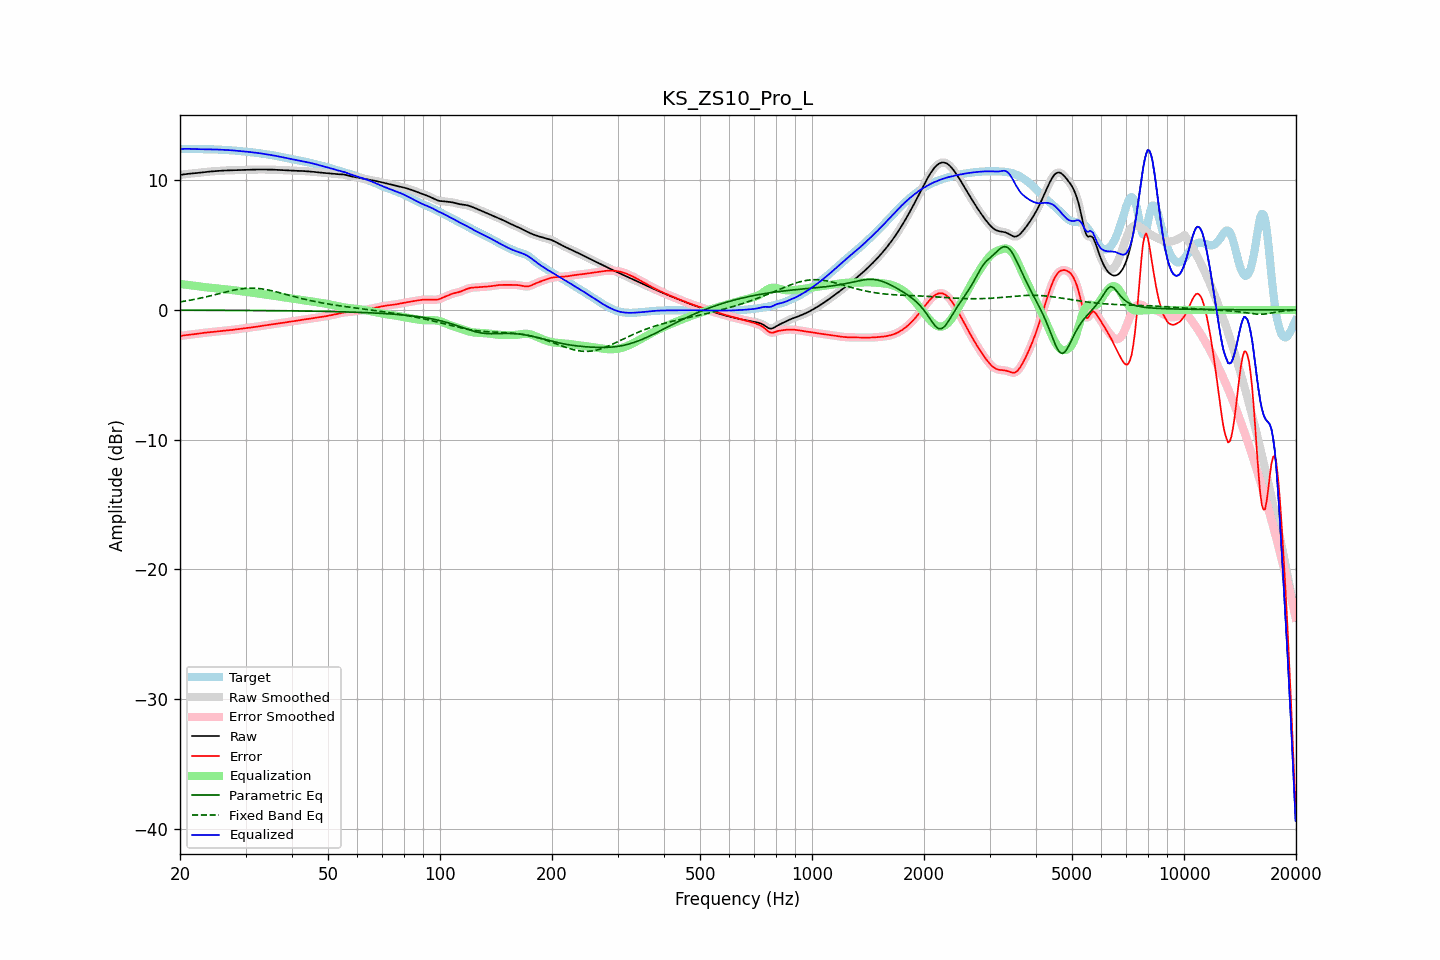 KS_ZS10_Pro_L
Amplitude (dBr)
10
0
−10
−20
−30
−40
Target
Raw Smoothed
Error Smoothed
Raw
Error
Equalization
Parametric Eq
Fixed Band Eq
Equalized
20 50 100 200 500 1000 2000 5000 10000 20000
Frequency (Hz)